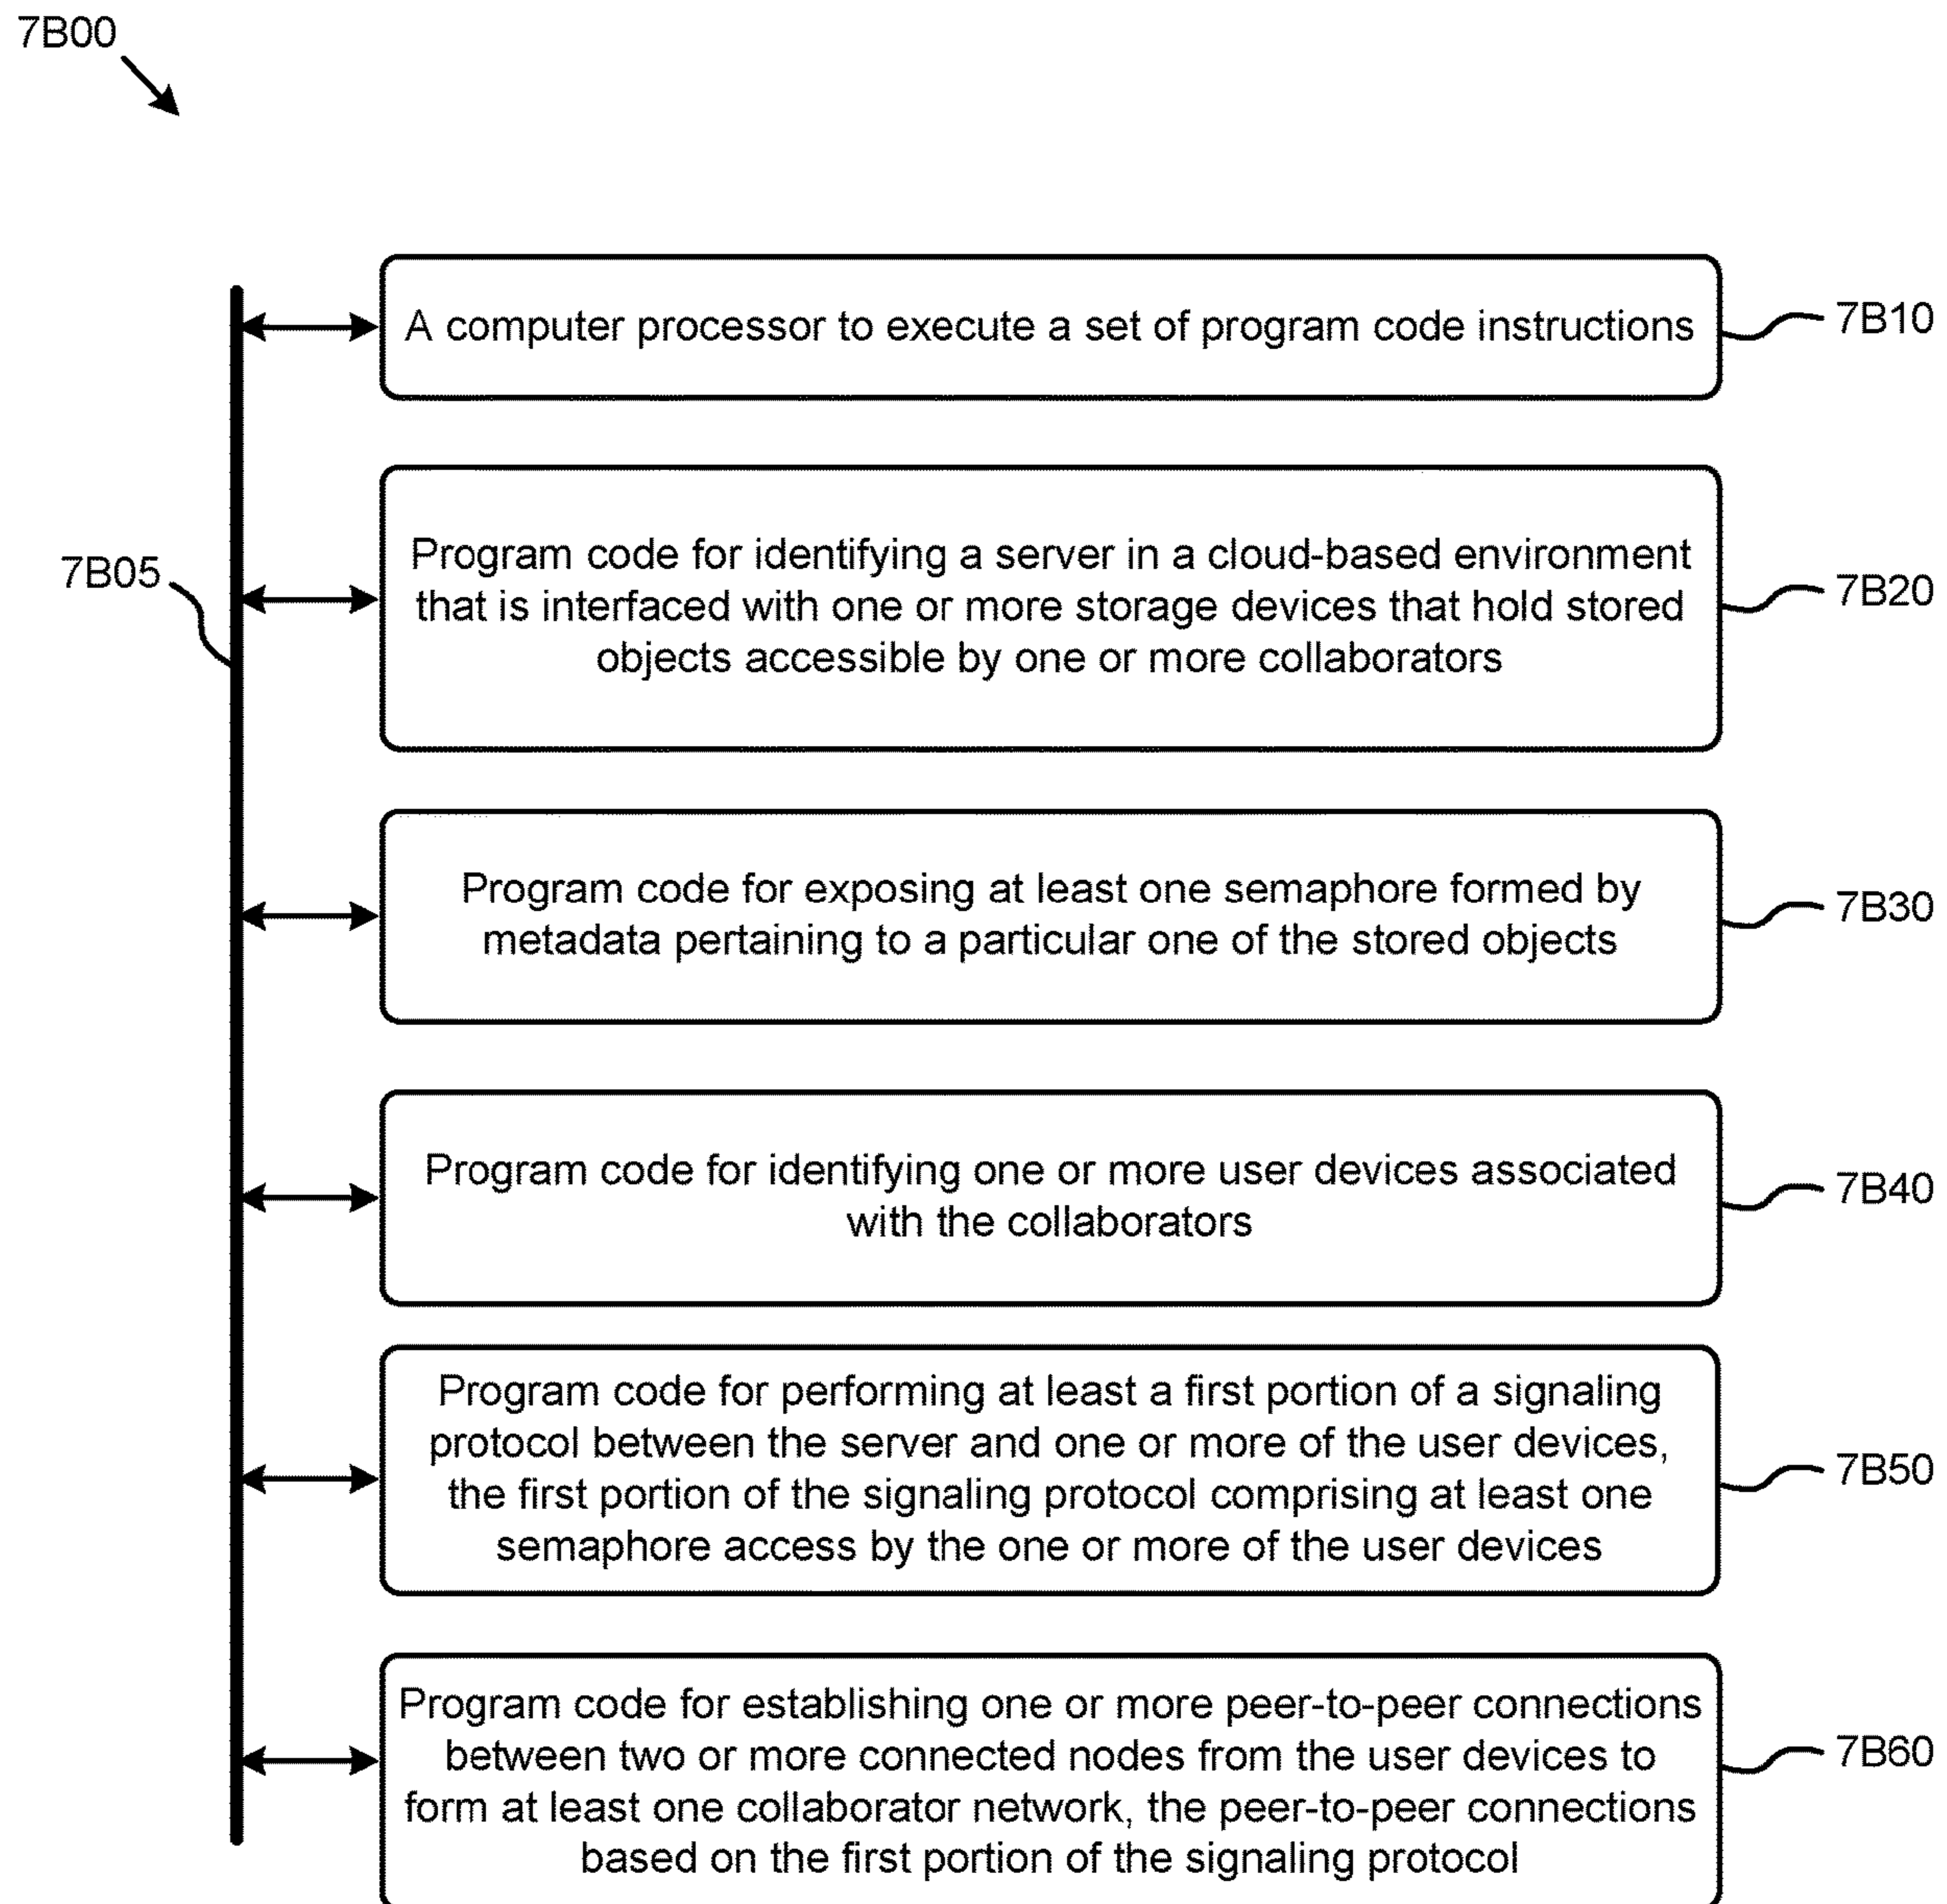 7B00
A computer processor to execute a set of program code instructions
7B10
7B05
Program code for identifying a server in a cloud-based environment
that is interfaced with one or more storage devices that hold stored
objects accessible by one or more collaborators
7B20
Program code for exposing at least one semaphore formed by
metadata pertaining to a particular one of the stored objects
7B30
Program code for identifying one or more user devices associated
with the collaborators
7B40
Program code for performing at least a first portion of a signaling
protocol between the server and one or more of the user devices,
the first portion of the signaling protocol comprising at least one
semaphore access by the one or more of the user devices
7B50
Program code for establishing one or more peer-to-peer connections
between two or more connected nodes from the user devices to
form at least one collaborator network, the peer-to-peer connections
based on the first portion of the signaling protocol
7B60